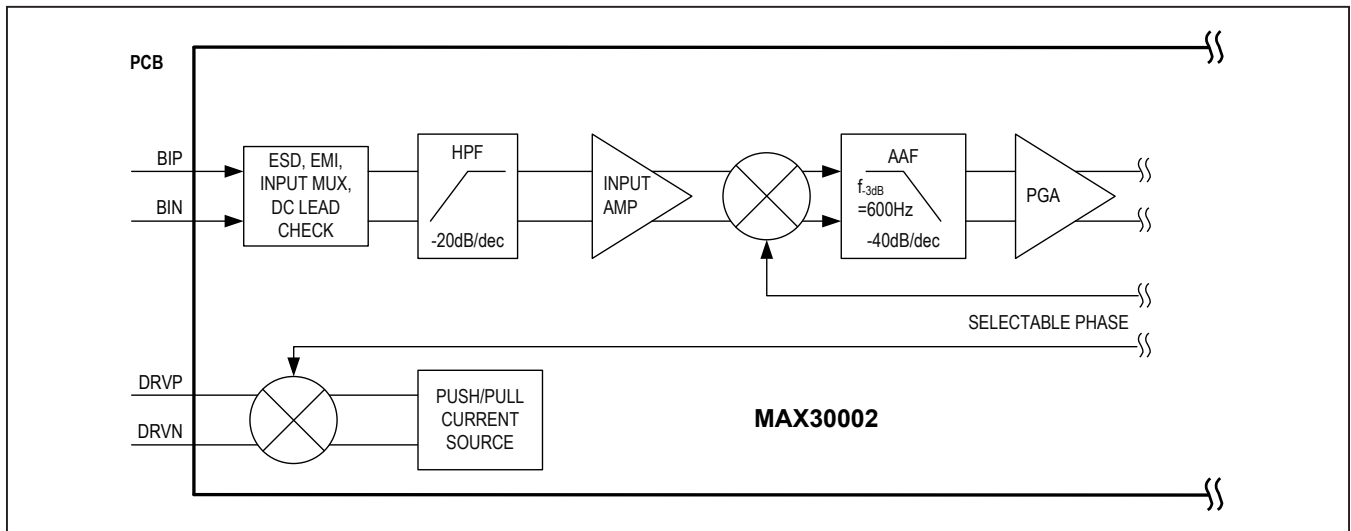 PCB
BIP
BIN
ESD, EMI,
INPUT MUX,
DC LEAD
CHECK
HPF
-20dB/dec
INPUT
AMP
AAF
f-3dB
=600Hz
-40dB/dec
PGA
SELECTABLE PHASE
DRVP
DRVN
PUSH/PULL
CURRENT
SOURCE
MAX30002